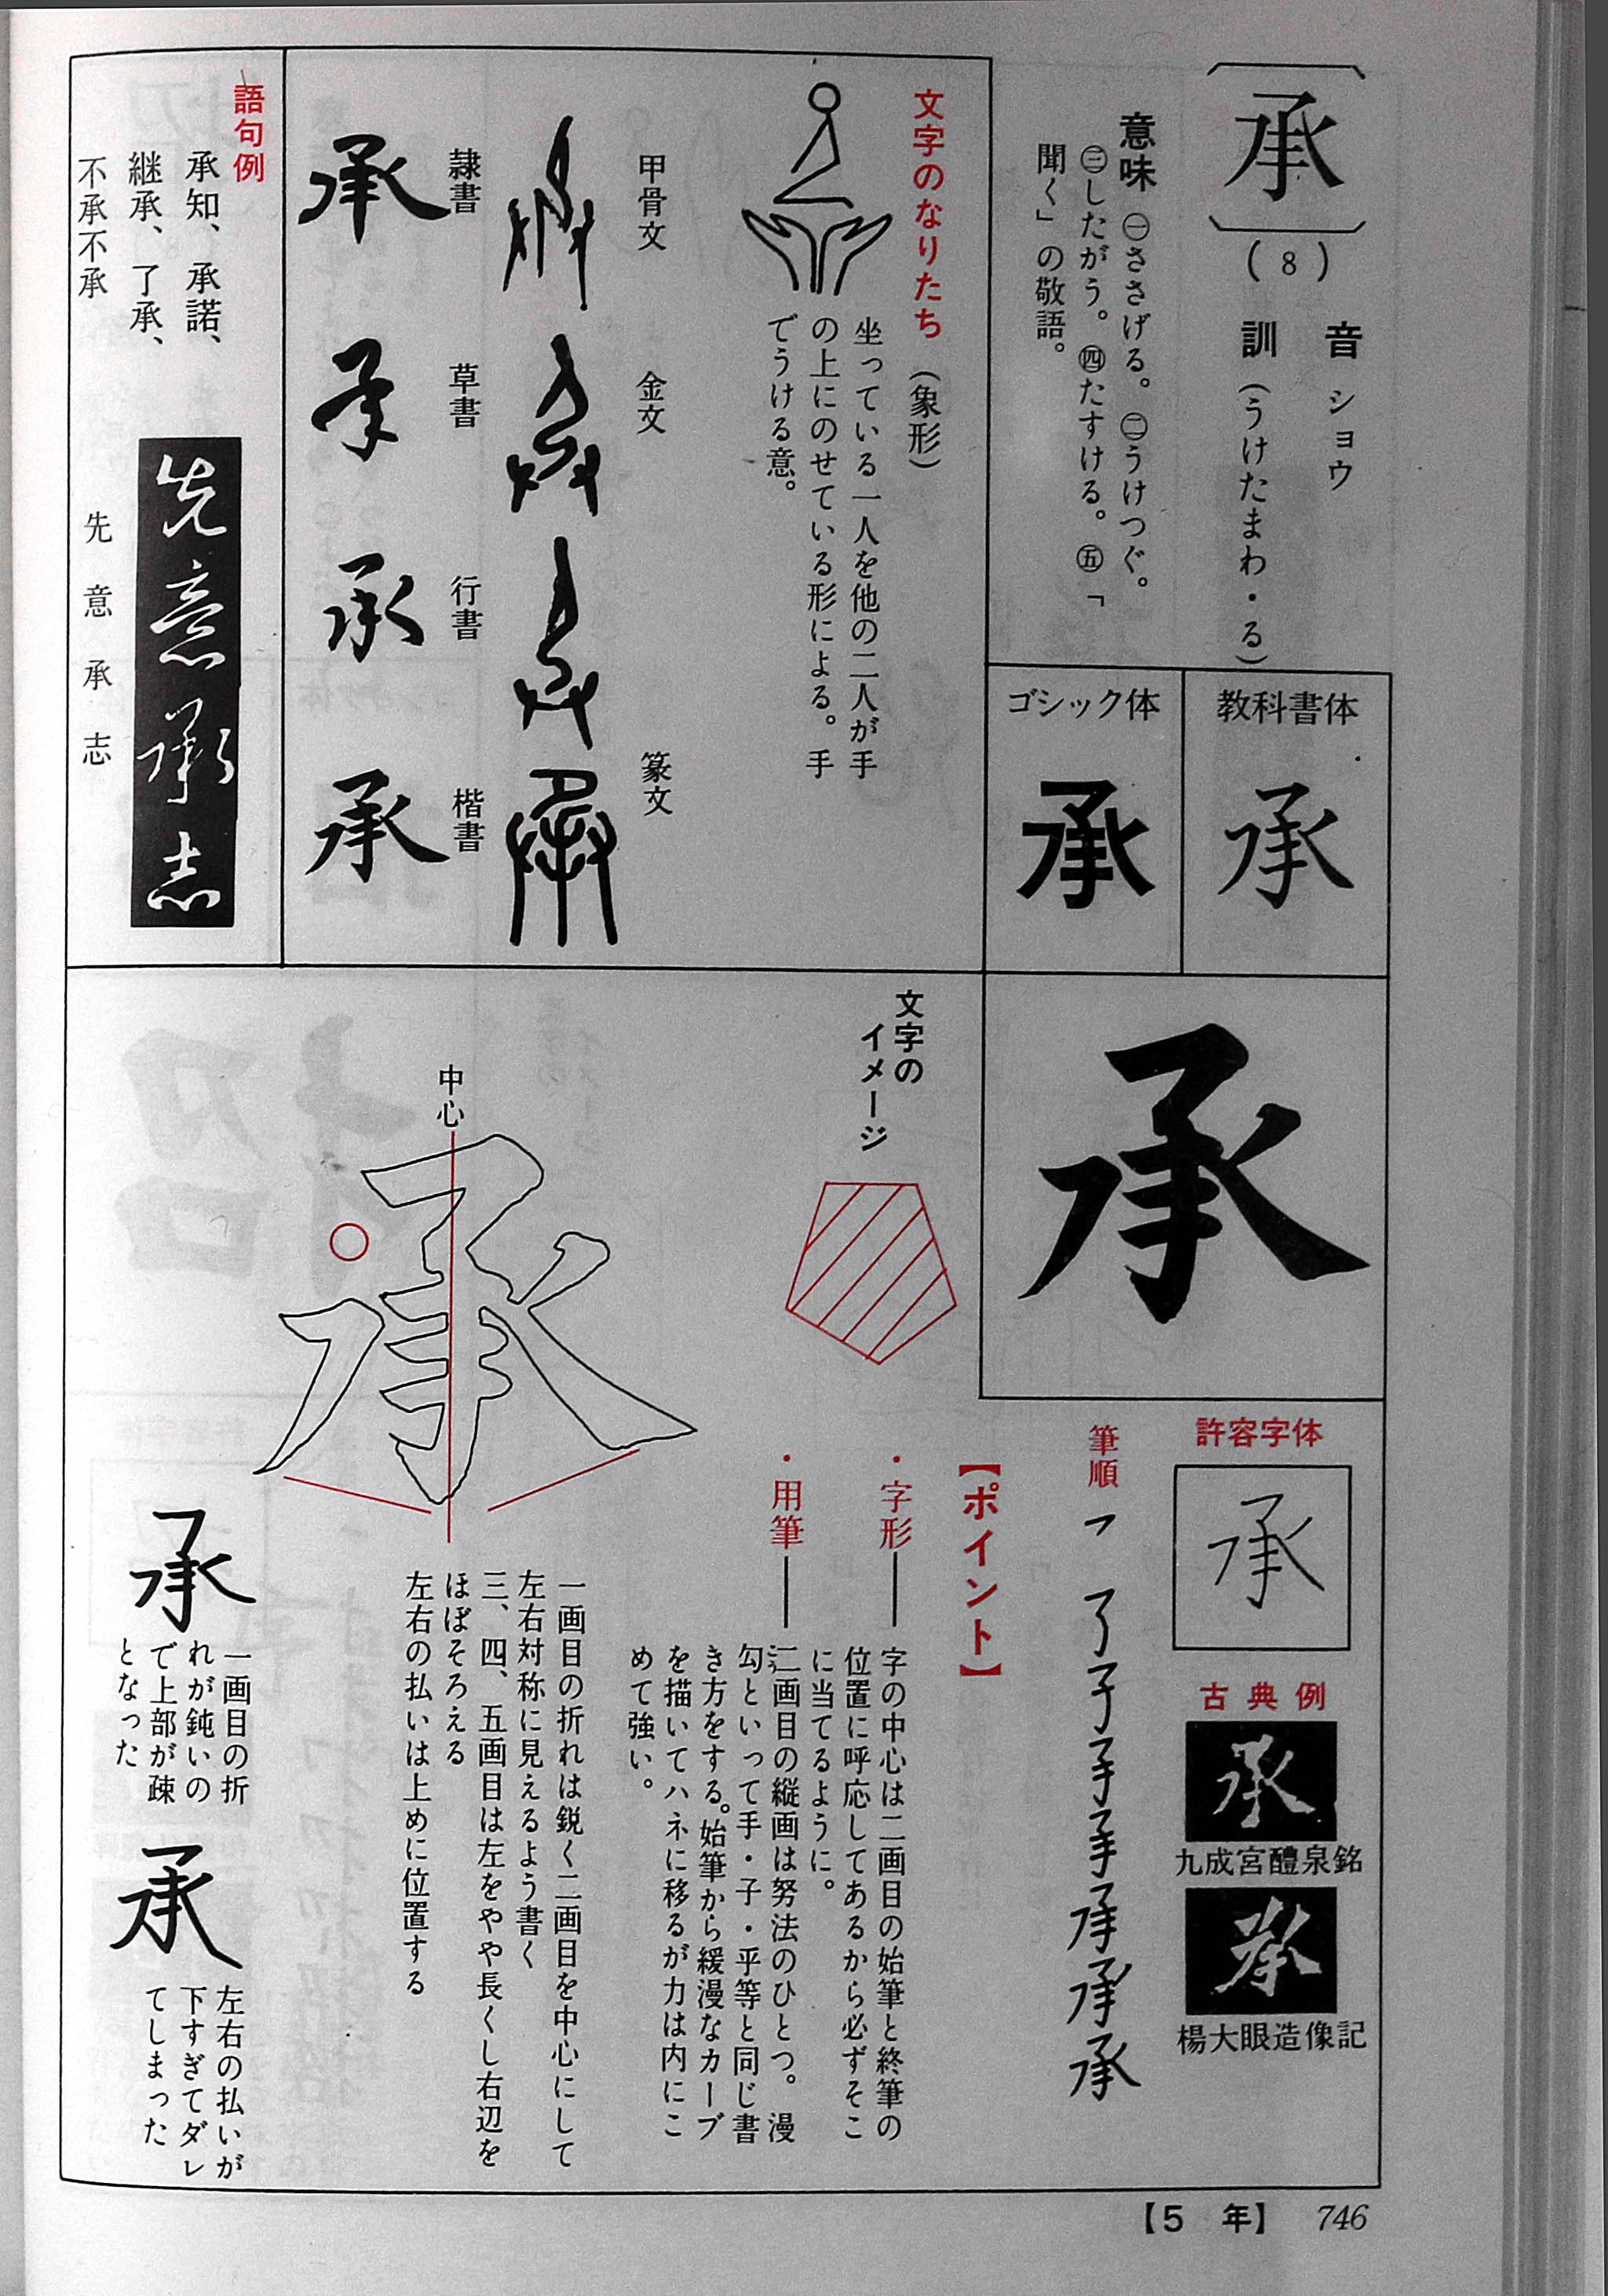 承
(8)
音 ショウ
訓(うけたまわ・る)
意味 ㊀ささげる。㊁うけつぐ。
㊂したがう。㊃たすける。㊄「
聞く」の敬語。
教科書体
承
ゴシック体
承
文字のなりたち(象形)
坐っている一人を他の二人が手
の上にのせている形による。手
でうける意。
甲骨文
金文
篆文
隷書
承
草書
承
行書
承
楷書
承
語句例
承知、承諾、
継承、了承、
不承不承
先意承志
先意承志
承
許容字体
承
古典例
承
九成宮醴泉銘
承
楊大眼造像記
筆順
承
文字の
イメージ
【ポイント】
・字形―字の中心は二画目の始筆と終筆の
位置に呼応してあるから必ずそこ
に当てるように。
・用筆―二画目の縦画は努法のひとつ。漫
勾といって手・子・平等と同じ書
き方をする。始筆から緩漫なカーブ
を描いてハネに移るが力は内にこ
めて強い。
中心
一画目の折れは鋭く二画目を中心にして
左右対称に見えるよう書く
三、四、五画目は左をやや長くし右辺を
ほぼそろえる
左右の払いは上めに位置する
承
一画目の折
れが鈍いの
で上部が疎
となった
承
左右の払いが
下すぎてダレ
てしまった
【5年】 746